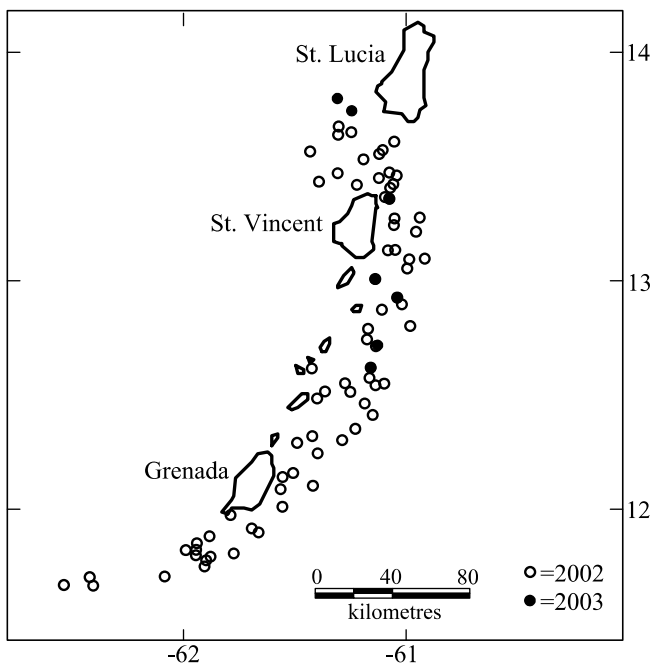 St. Lucia
14
St. Vincent
13
Grenada
12
0 40 80
kilometres
=2002
=2003
-62 -61